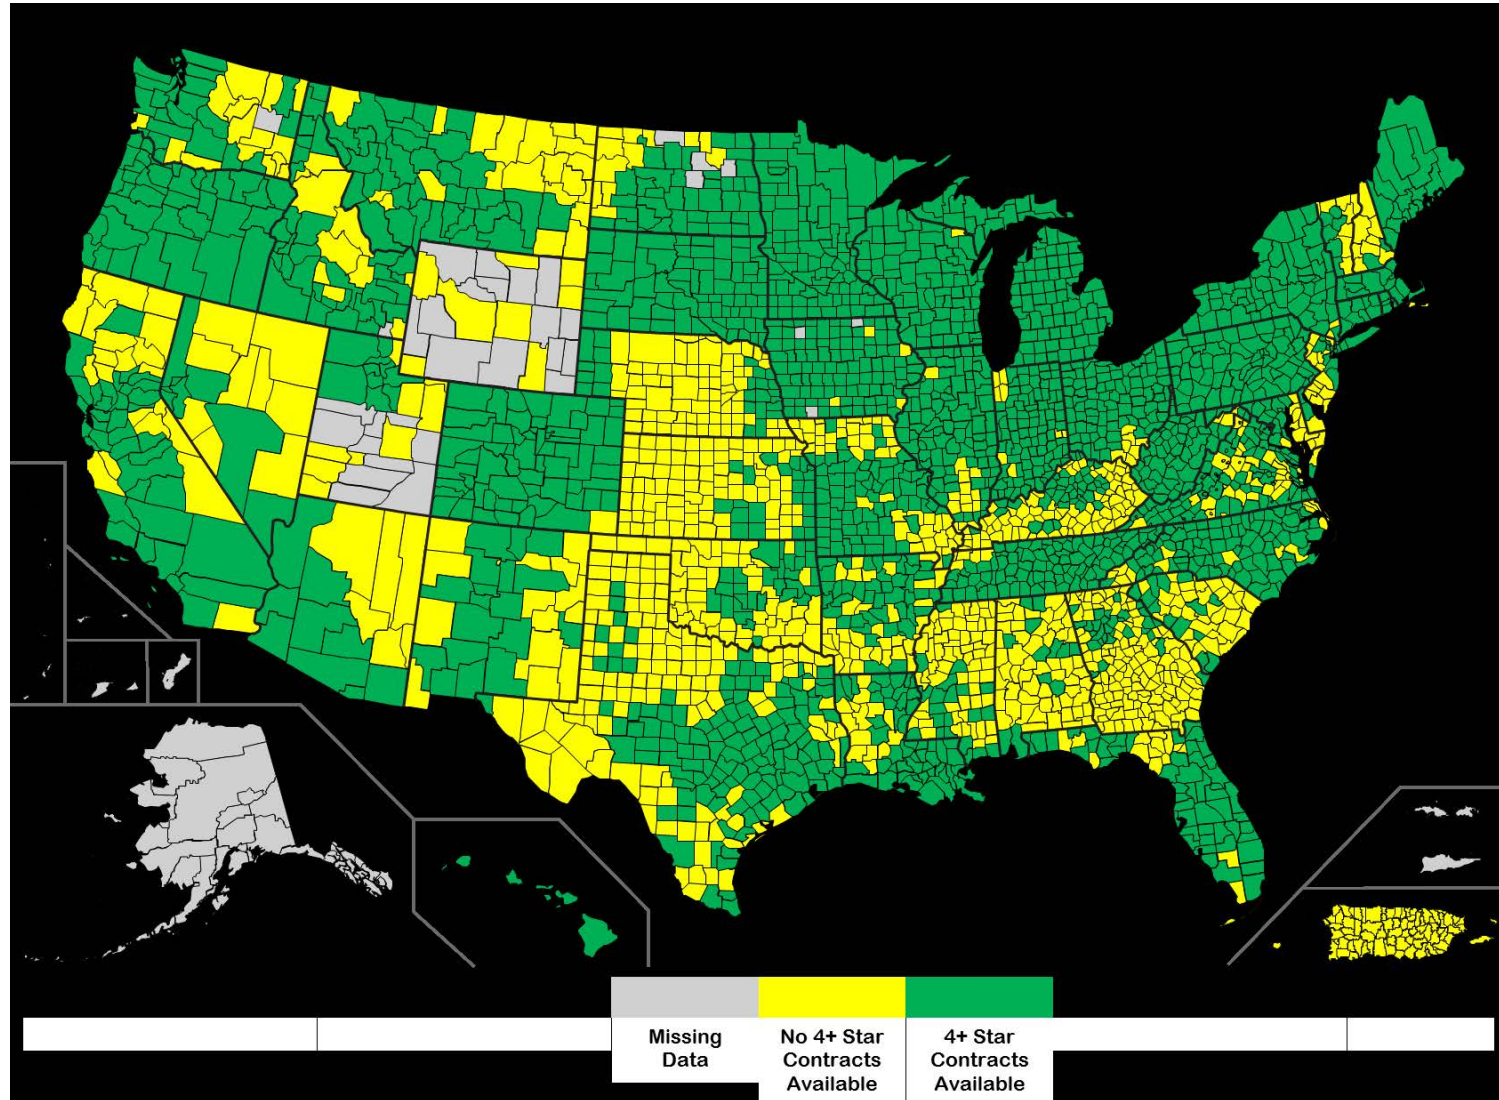 Missing
Data
No 4+ Star
Contracts
Available
4+ Star
Contracts
Available